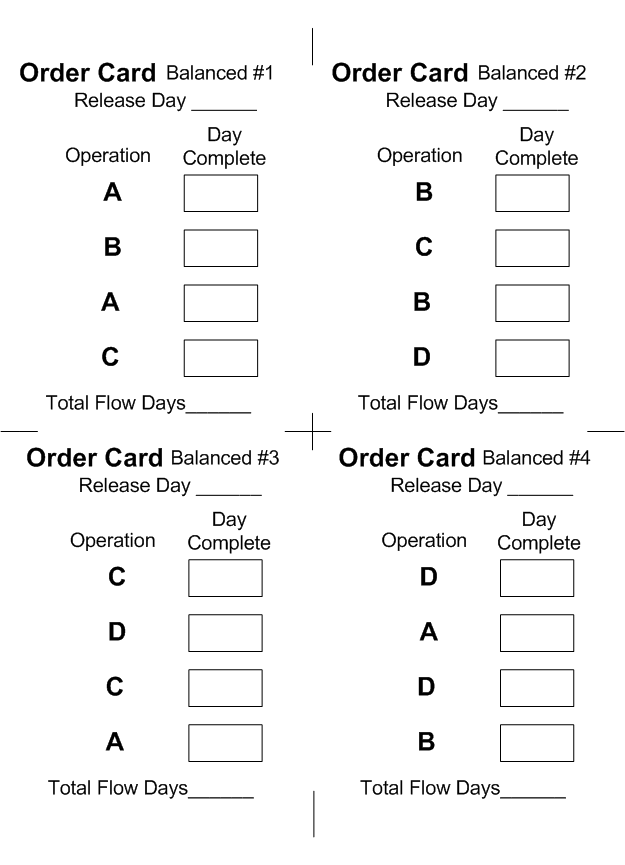 Order Card Balanced #1
Release Day ______
Operation Day Complete
A
B
A
C
Total Flow Days______
Order Card Balanced #2
Release Day ______
Operation Day Complete
B
C
B
D
Total Flow Days______
Order Card Balanced #3
Release Day ______
Operation Day Complete
C
D
C
A
Total Flow Days______
Order Card Balanced #4
Release Day ______
Operation Day Complete
D
A
D
B
Total Flow Days______